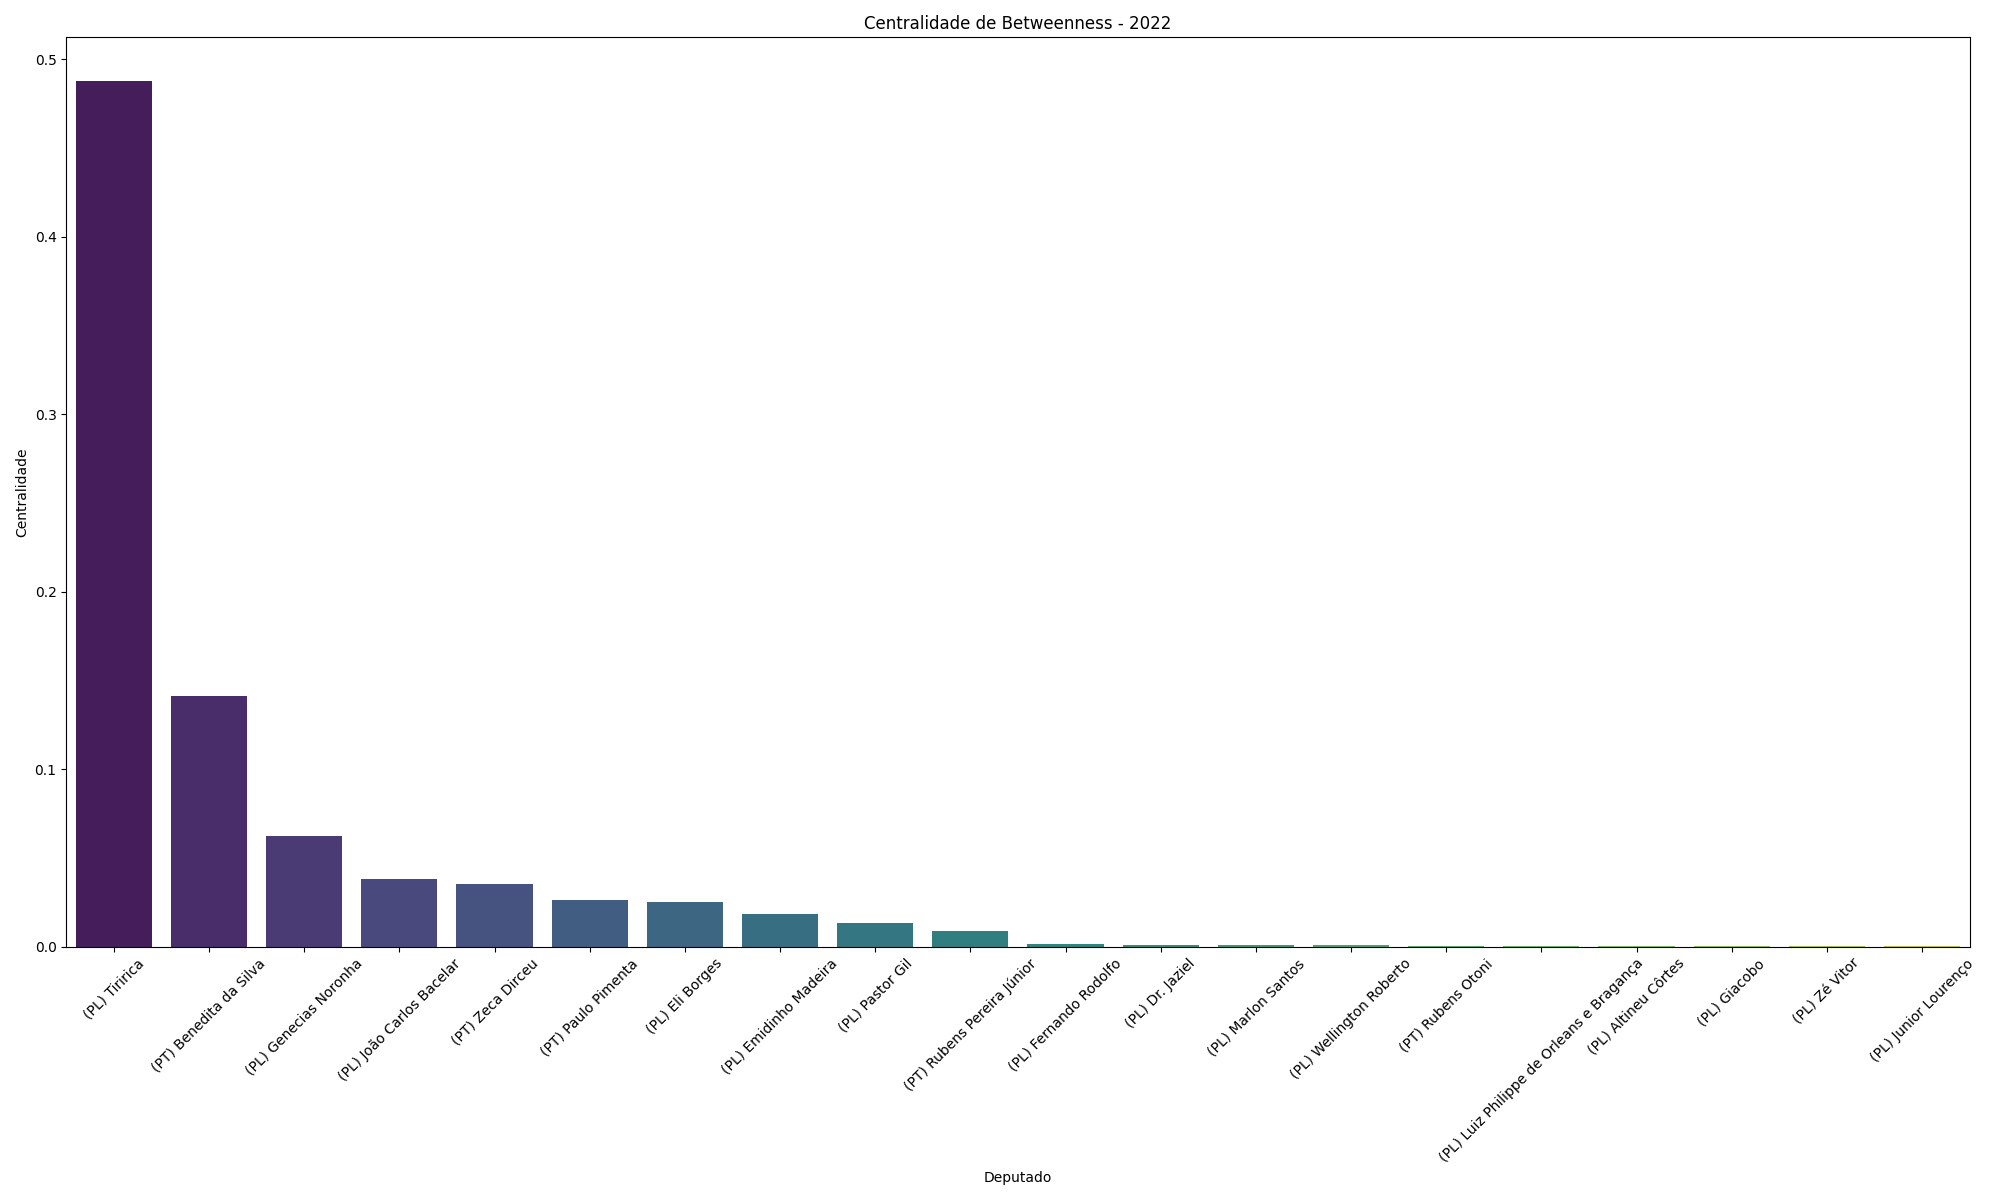 Centralidade de Betweenness - 2022
0.5
0.4
0.3
0.2
0.1
0.0
Centralidade
(PL) Tiririca
(PT) Benedita da Silva
(PL) Genecias Noronha
(PL) João Carlos Bacelar
(PT) Zeca Dirceu
(PT) Paulo Pimenta
(PL) Eli Borges
(PL) Emidinho Madeira
(PL) Pastor Gil
(PT) Rubens Pereira Júnior
(PL) Fernando Rodolfo
(PL) Dr. Jaziel
(PL) Marlon Santos
(PL) Wellington Roberto
(PT) Rubens Otoni
(PL) Luiz Philippe de Orleans e Bragança
(PL) Altineu Côrtes
(PL) Giacobo
(PL) Zé Vitor
(PL) Junior Lourenço
Deputado